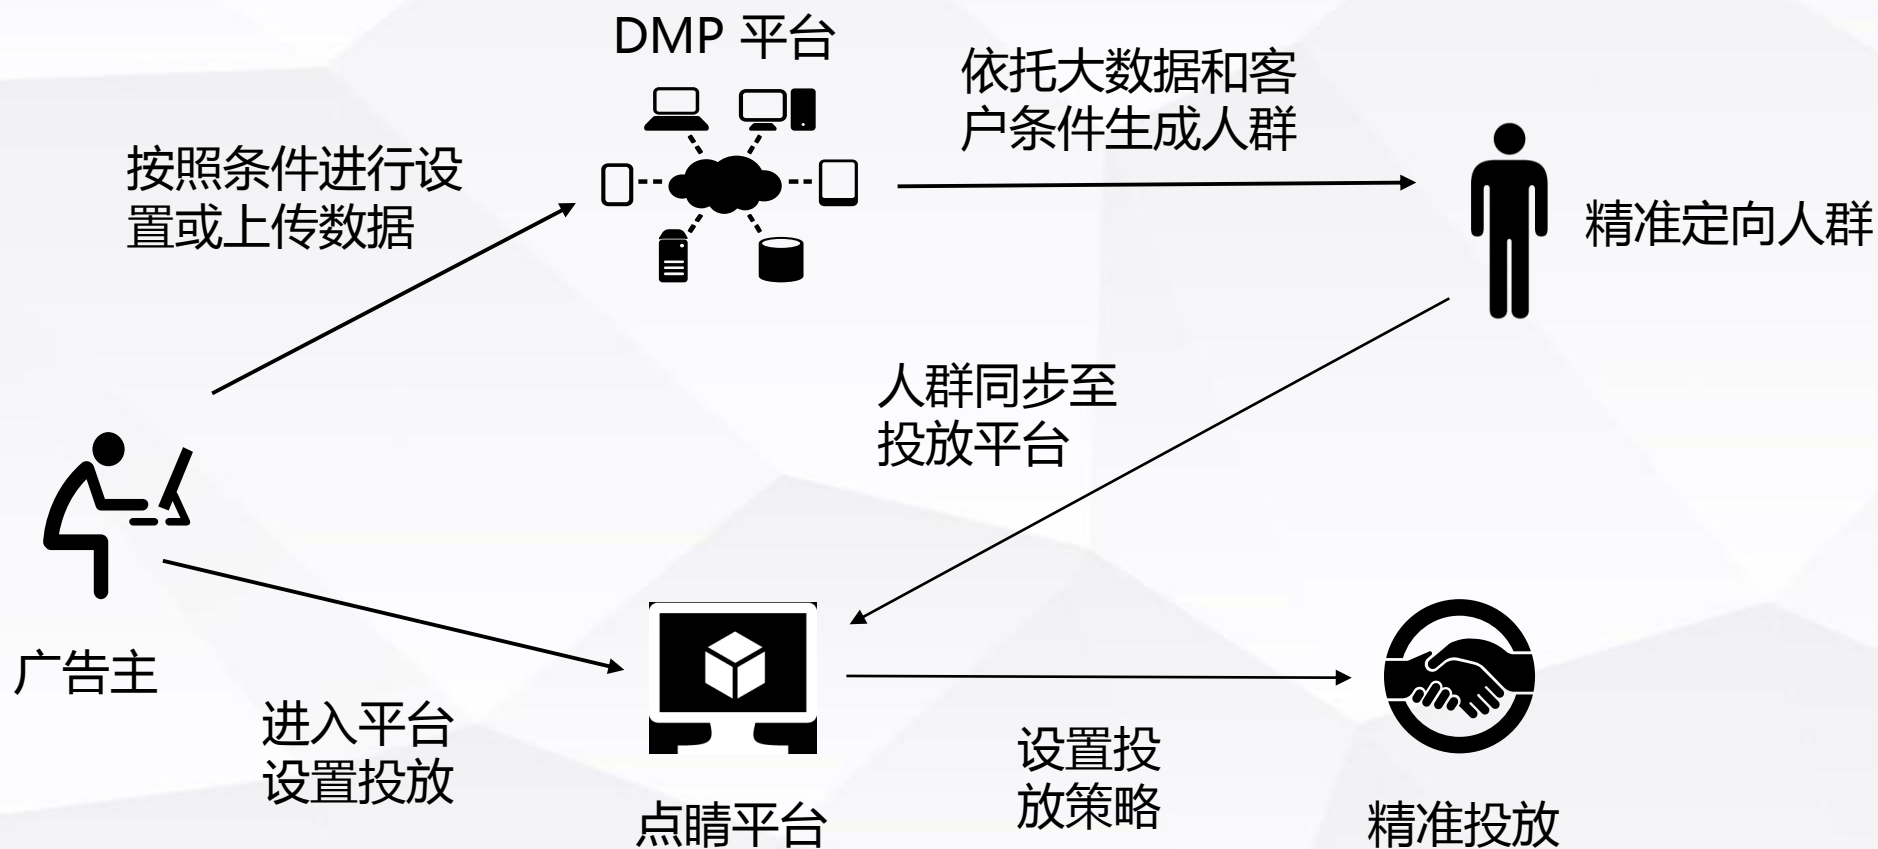 DMP 平台
依托大数据和客
户条件生成人群
按照条件进行设
置或上传数据
精准定向人群
人群同步至
投放平台
广告主
进入平台
设置投放
设置投
放策略
点睛平台
精准投放